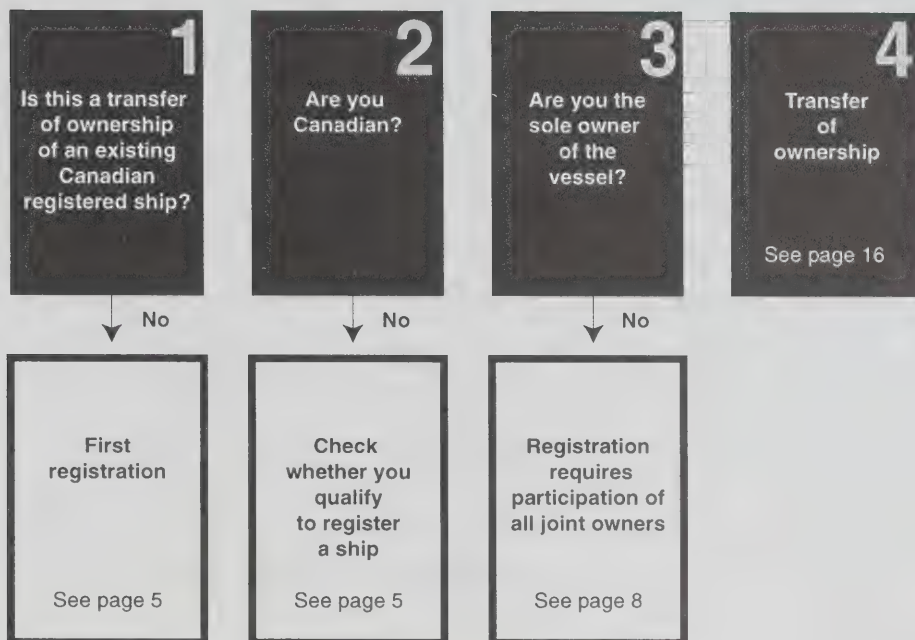 1
Is this a transfer
of ownership
of an existing
Canadian
registered ship?
No
First
registration
See page 5
2
Are you
Canadian?
No
Check
whether you
qualify
to register
a ship
See page 5
3
Are you the
sole owner
of the
vessel?
No
Registration
requires
participation of
all joint owners
See page 8
4
Transfer
of
ownership
See page 16